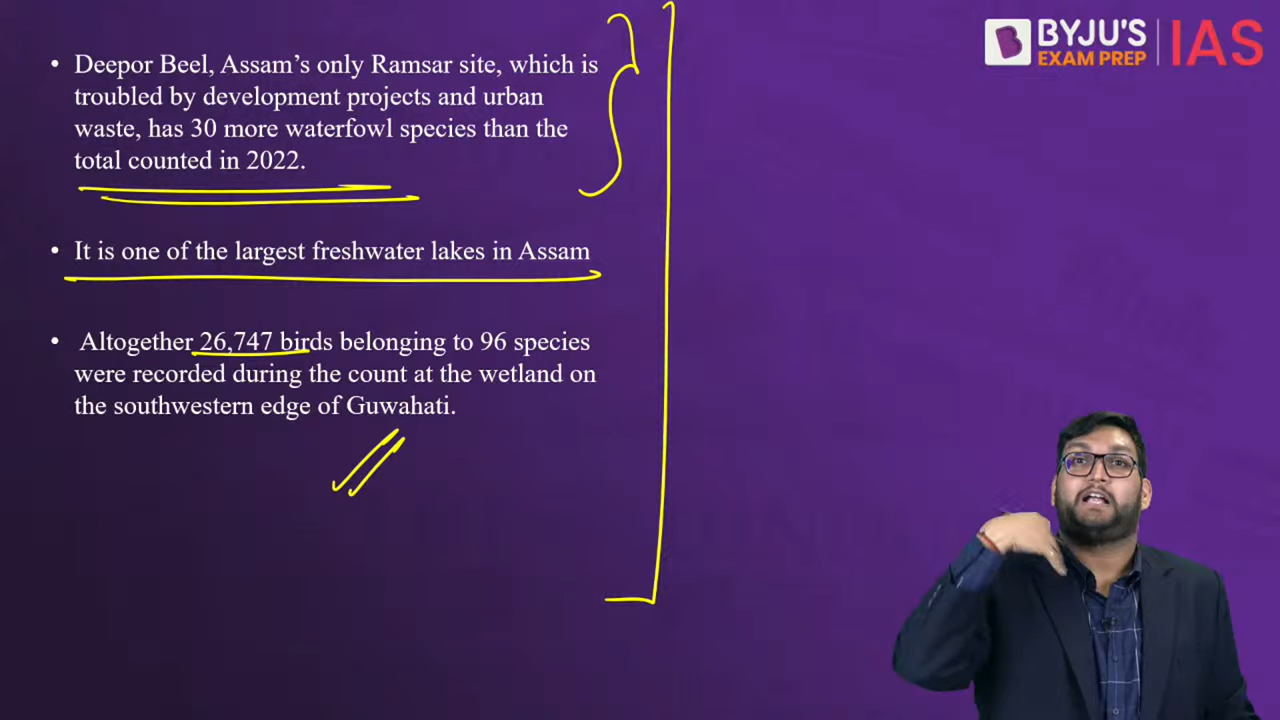 BYJU'S
EXAM PREP
IAS
• Deepor Beel, Assam’s only Ramsar site, which is
troubled by development projects and urban
waste, has 30 more waterfowl species than the
total counted in 2022.
• It is one of the largest freshwater lakes in Assam
• Altogether 26,747 birds belonging to 96 species
were recorded during the count at the wetland on
the southwestern edge of Guwahati.